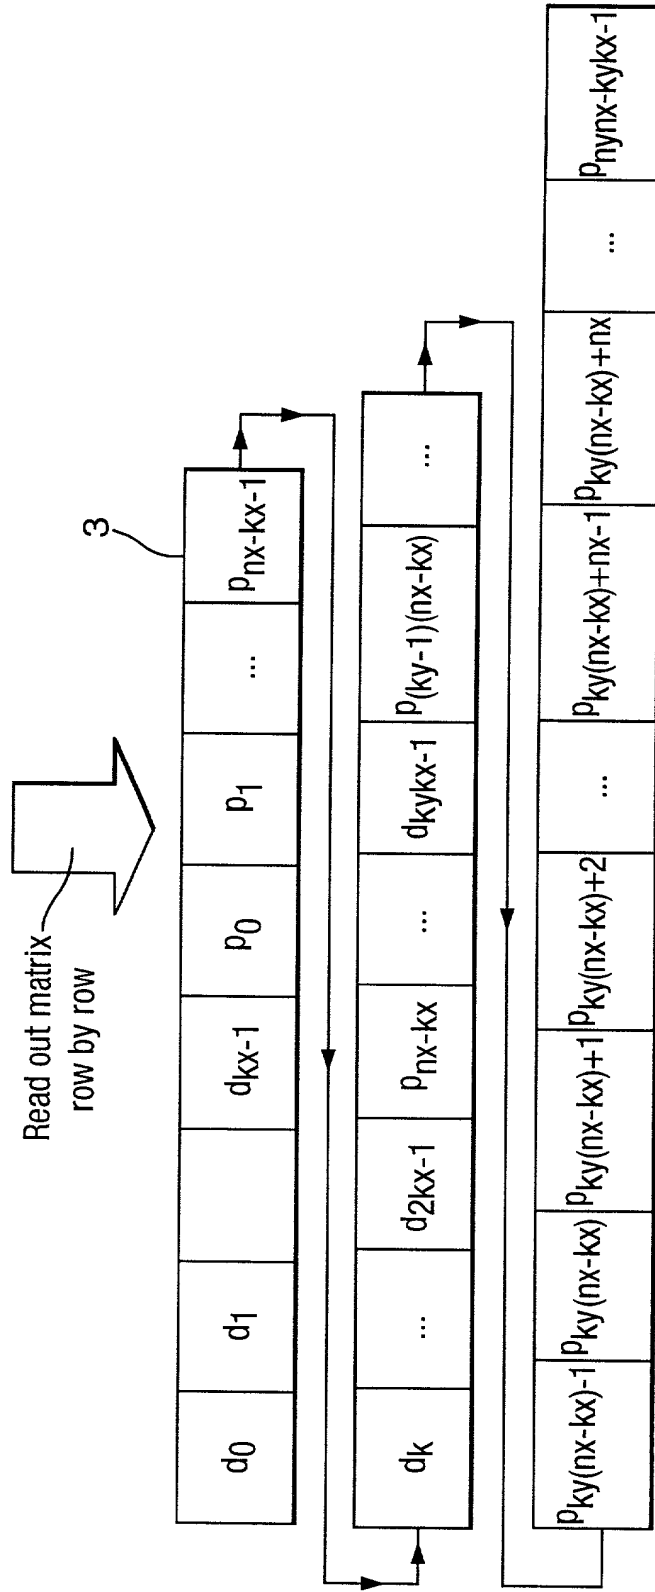 Read out matrix
row by row
3
d0 d1 dkx-1 p0 p1 ... pnx-kx-1
dk ... d2kx-1 pnx-kx ... dkykx-1 p(ky-1)(nx-kx) ...
pky(nx-kx)-1 pky(nx-kx) pky(nx-kx)+1 pky(nx-kx)+2 ... pky(nx-kx)+nx-1 pky(nx-kx)+nx ... pnynx-kykx-1